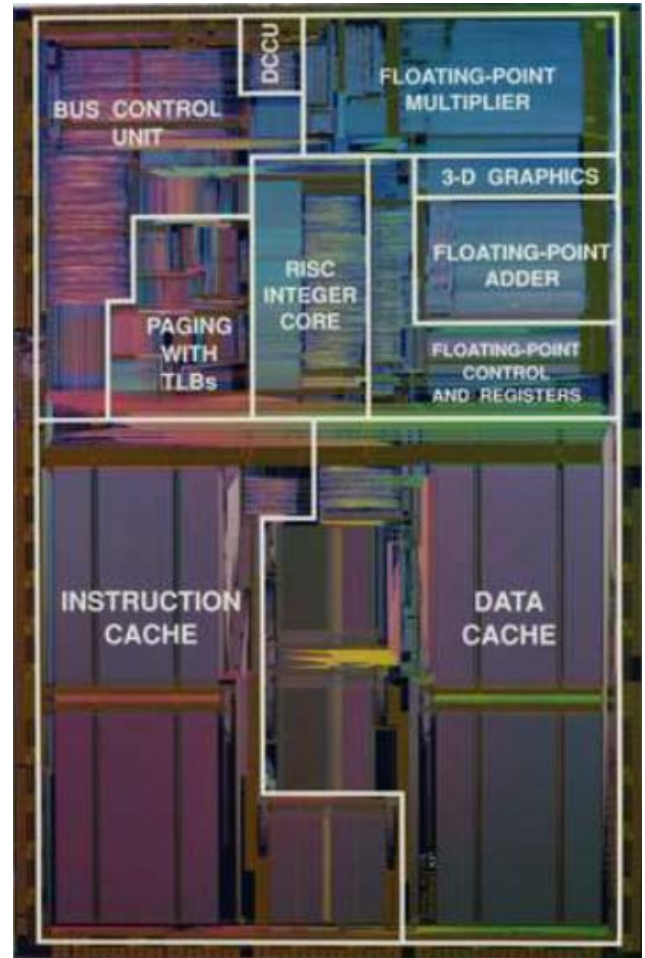 DCCU
BUS CONTROL
UNIT
FLOATING-POINT
MULTIPLIER
3-D GRAPHICS
FLOATING-POINT
ADDER
RISC
INTEGER
CORE
PAGING
WITH
TLBs
FLOATING-POINT
CONTROL
AND REGISTERS
INSTRUCTION
CACHE
DATA
CACHE